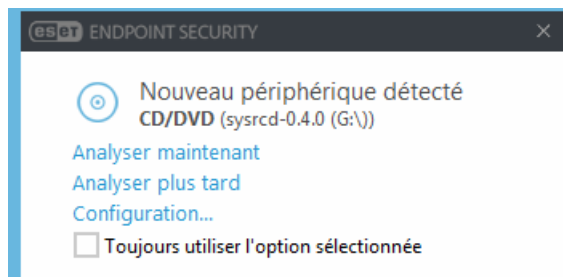 eset ENDPOINT SECURITY
Nouveau périphérique détecté
CD/DVD (sysrcd-0.4.0 (G:\))
Analyser maintenant
Analyser plus tard
Configuration...
Toujours utiliser l'option sélectionnée